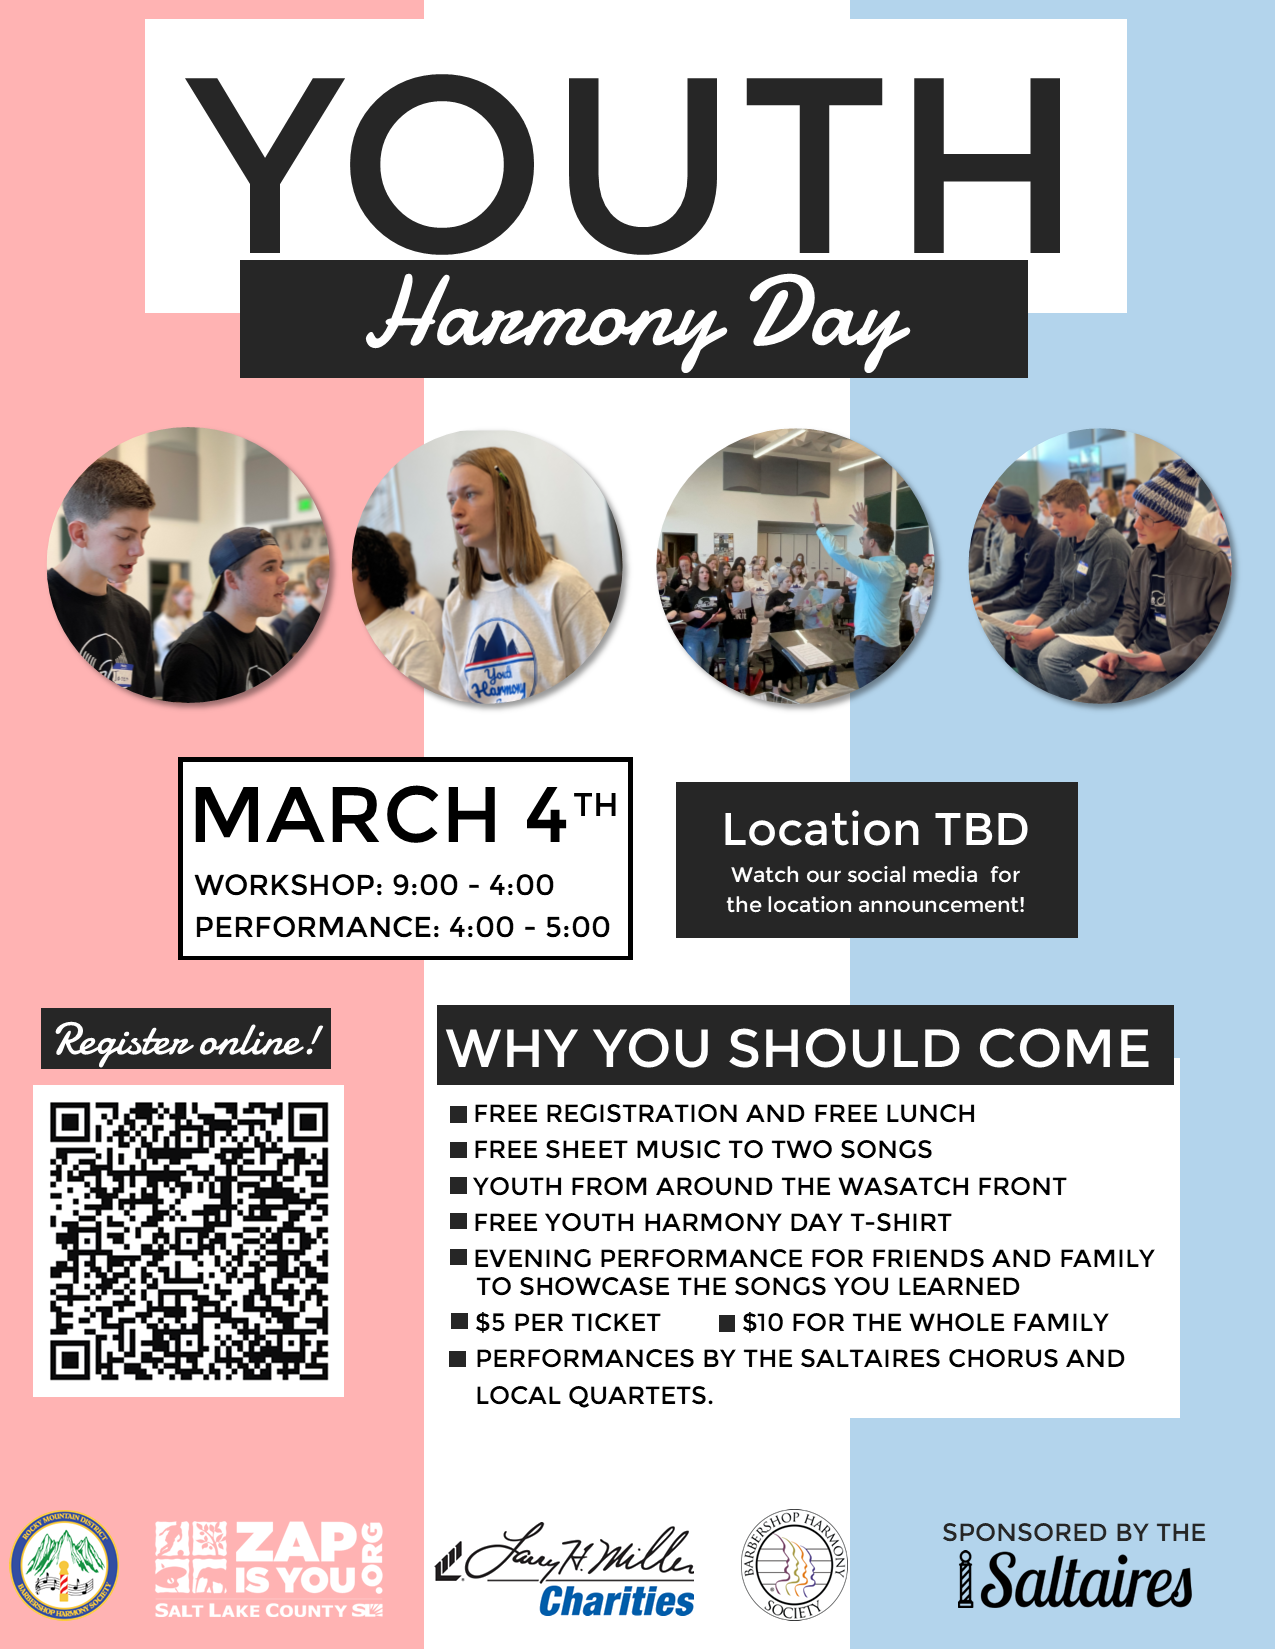 YOUTH
Harmony Day
James
Youth
Harmony
MARCH 4TH
WORKSHOP: 9:00 - 4:00
PERFORMANCE: 4:00 - 5:00
Location TBD
Watch our social media for
the location announcement!
Register online!
WHY YOU SHOULD COME
FREE REGISTRATION AND FREE LUNCH
FREE SHEET MUSIC TO TWO SONGS
YOUTH FROM AROUND THE WASATCH FRONT
FREE YOUTH HARMONY DAY T-SHIRT
EVENING PERFORMANCE FOR FRIENDS AND FAMILY
TO SHOWCASE THE SONGS YOU LEARNED
$5 PER TICKET
$10 FOR THE WHOLE FAMILY
PERFORMANCES BY THE SALTAIRES CHORUS AND
LOCAL QUARTETS.
ROCKY MOUNTAIN DISTRICT
BARBERSHOP HARMONY SOCIETY
ZAP
IS YOU
.ORG
SALT LAKE COUNTY SL
Larry H. Miller
Charities
BARBERSHOP HARMONY
SOCIETY
SPONSORED BY THE
Saltaires